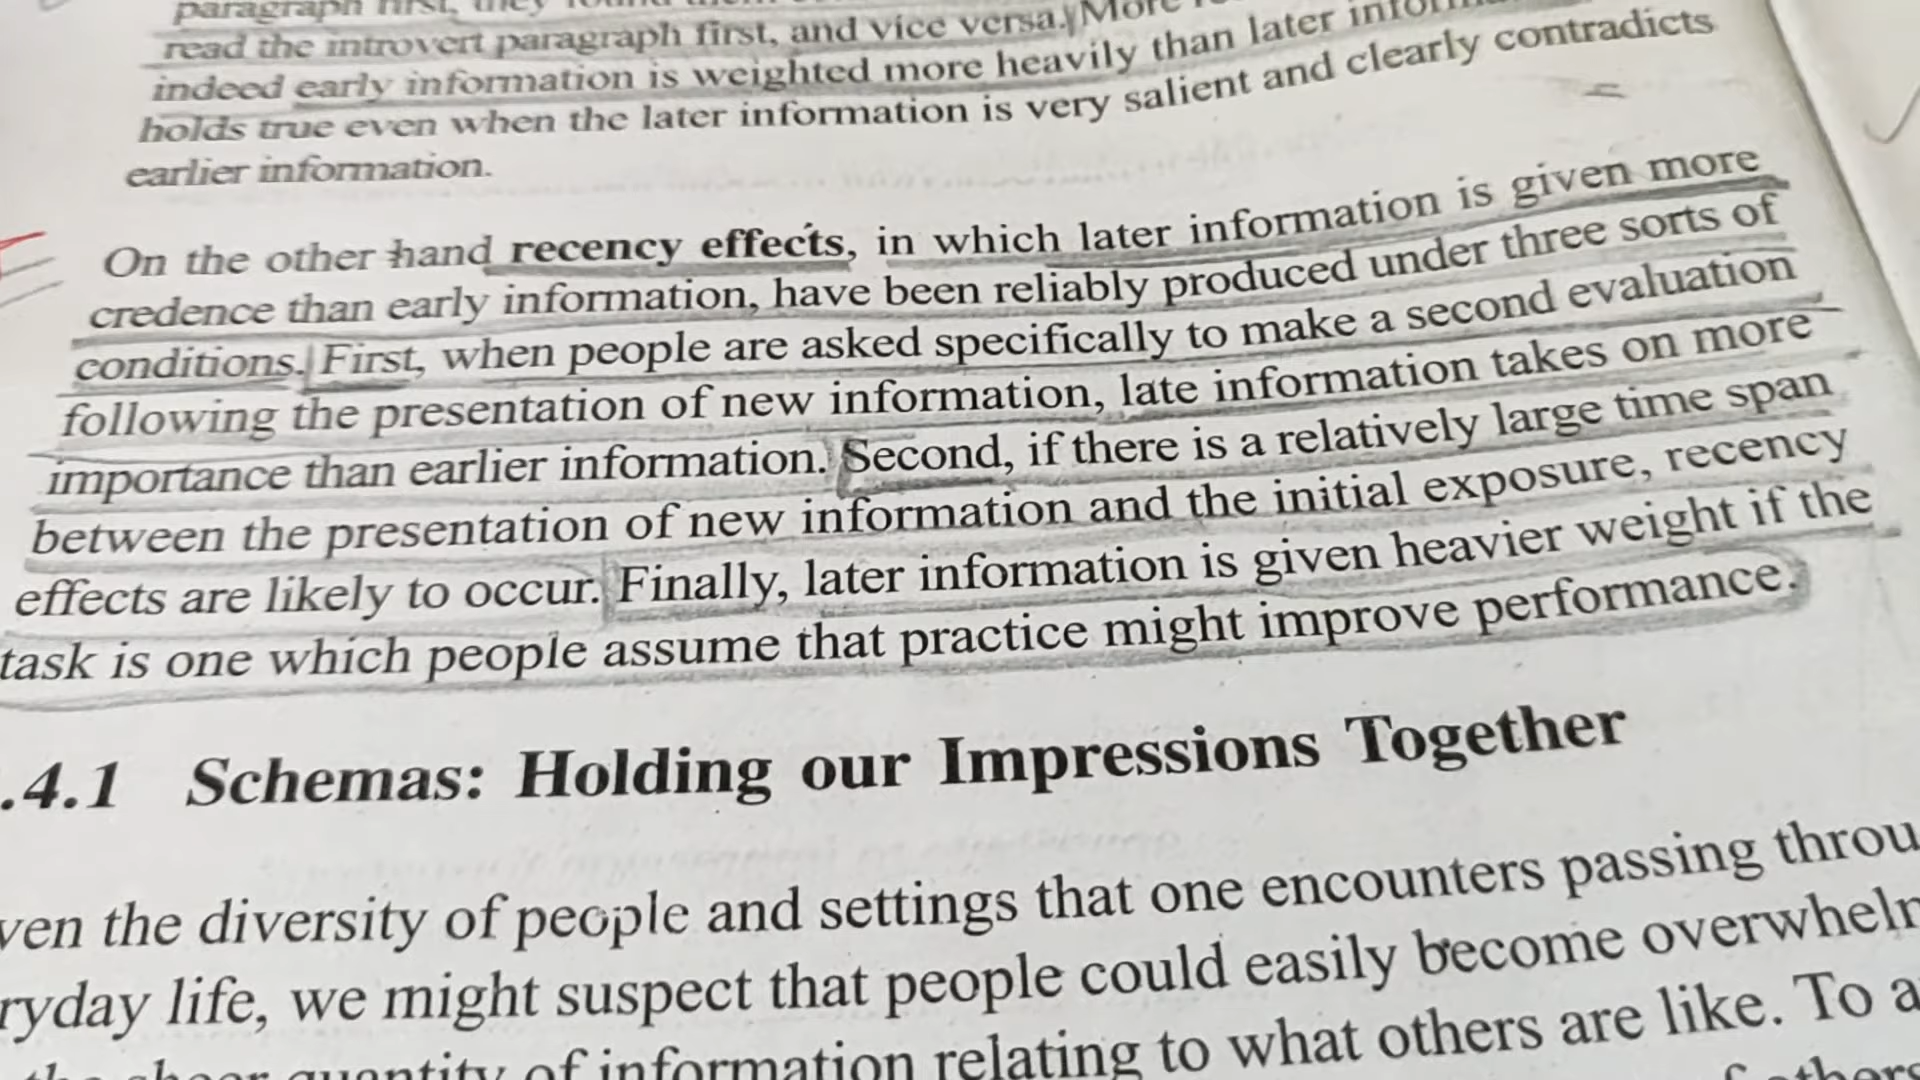 paragraph first, they found them
read the introvert paragraph first, and vice versa. More
indeed early information is weighted more heavily than later
holds true even when the later information is very salient and clearly contradicts
earlier information.
On the other hand recency effects, in which later information is given more
credence than early information, have been reliably produced under three sorts of
conditions. First, when people are asked specifically to make a second evaluation
following the presentation of new information, late information takes on more
importance than earlier information. Second, if there is a relatively large time span
between the presentation of new information and the initial exposure, recency
effects are likely to occur. Finally, later information is given heavier weight if the
task is one which people assume that practice might improve performance.
.4.1 Schemas: Holding our Impressions Together
ven the diversity of people and settings that one encounters passing throu
ryday life, we might suspect that people could easily become overwhelm
quantity of information relating to what others are like. To a